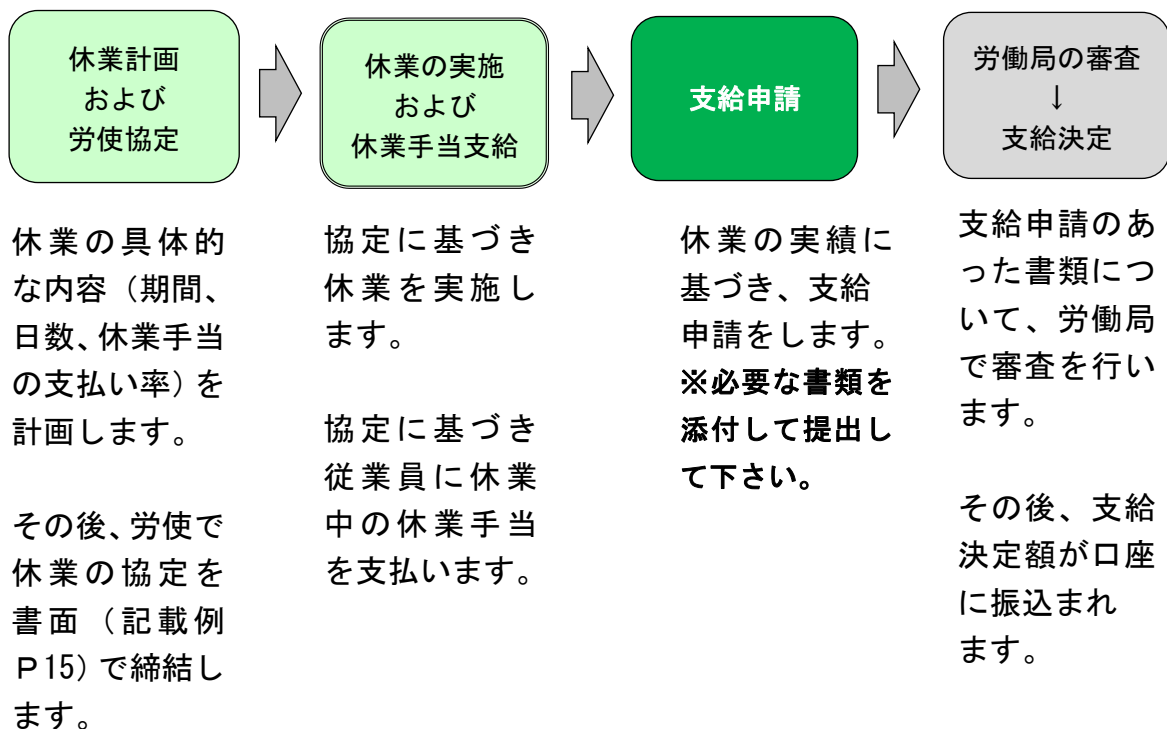 休業計画
および
労使協定
休業の実施
および
休業手当支給
支給申請
労働局の審査
↓
支給決定
休業の具体的
な内容（期間、
日数、休業手当
の支払い率）を
計画します。
その後、労使で
休業の協定を
書面（記載例
Ｐ15）で締結し
ます。
協定に基づき
休業を実施し
ます。
協定に基づき
従業員に休業
中の休業手当
を支払います。
休業の実績に
基づき、支給
申請をします。
※必要な書類を
添付して提出し
て下さい。
支給申請のあ
った書類につ
いて、労働局
で審査を行い
ます。
その後、支給
決定額が口座
に振込まれ
ます。